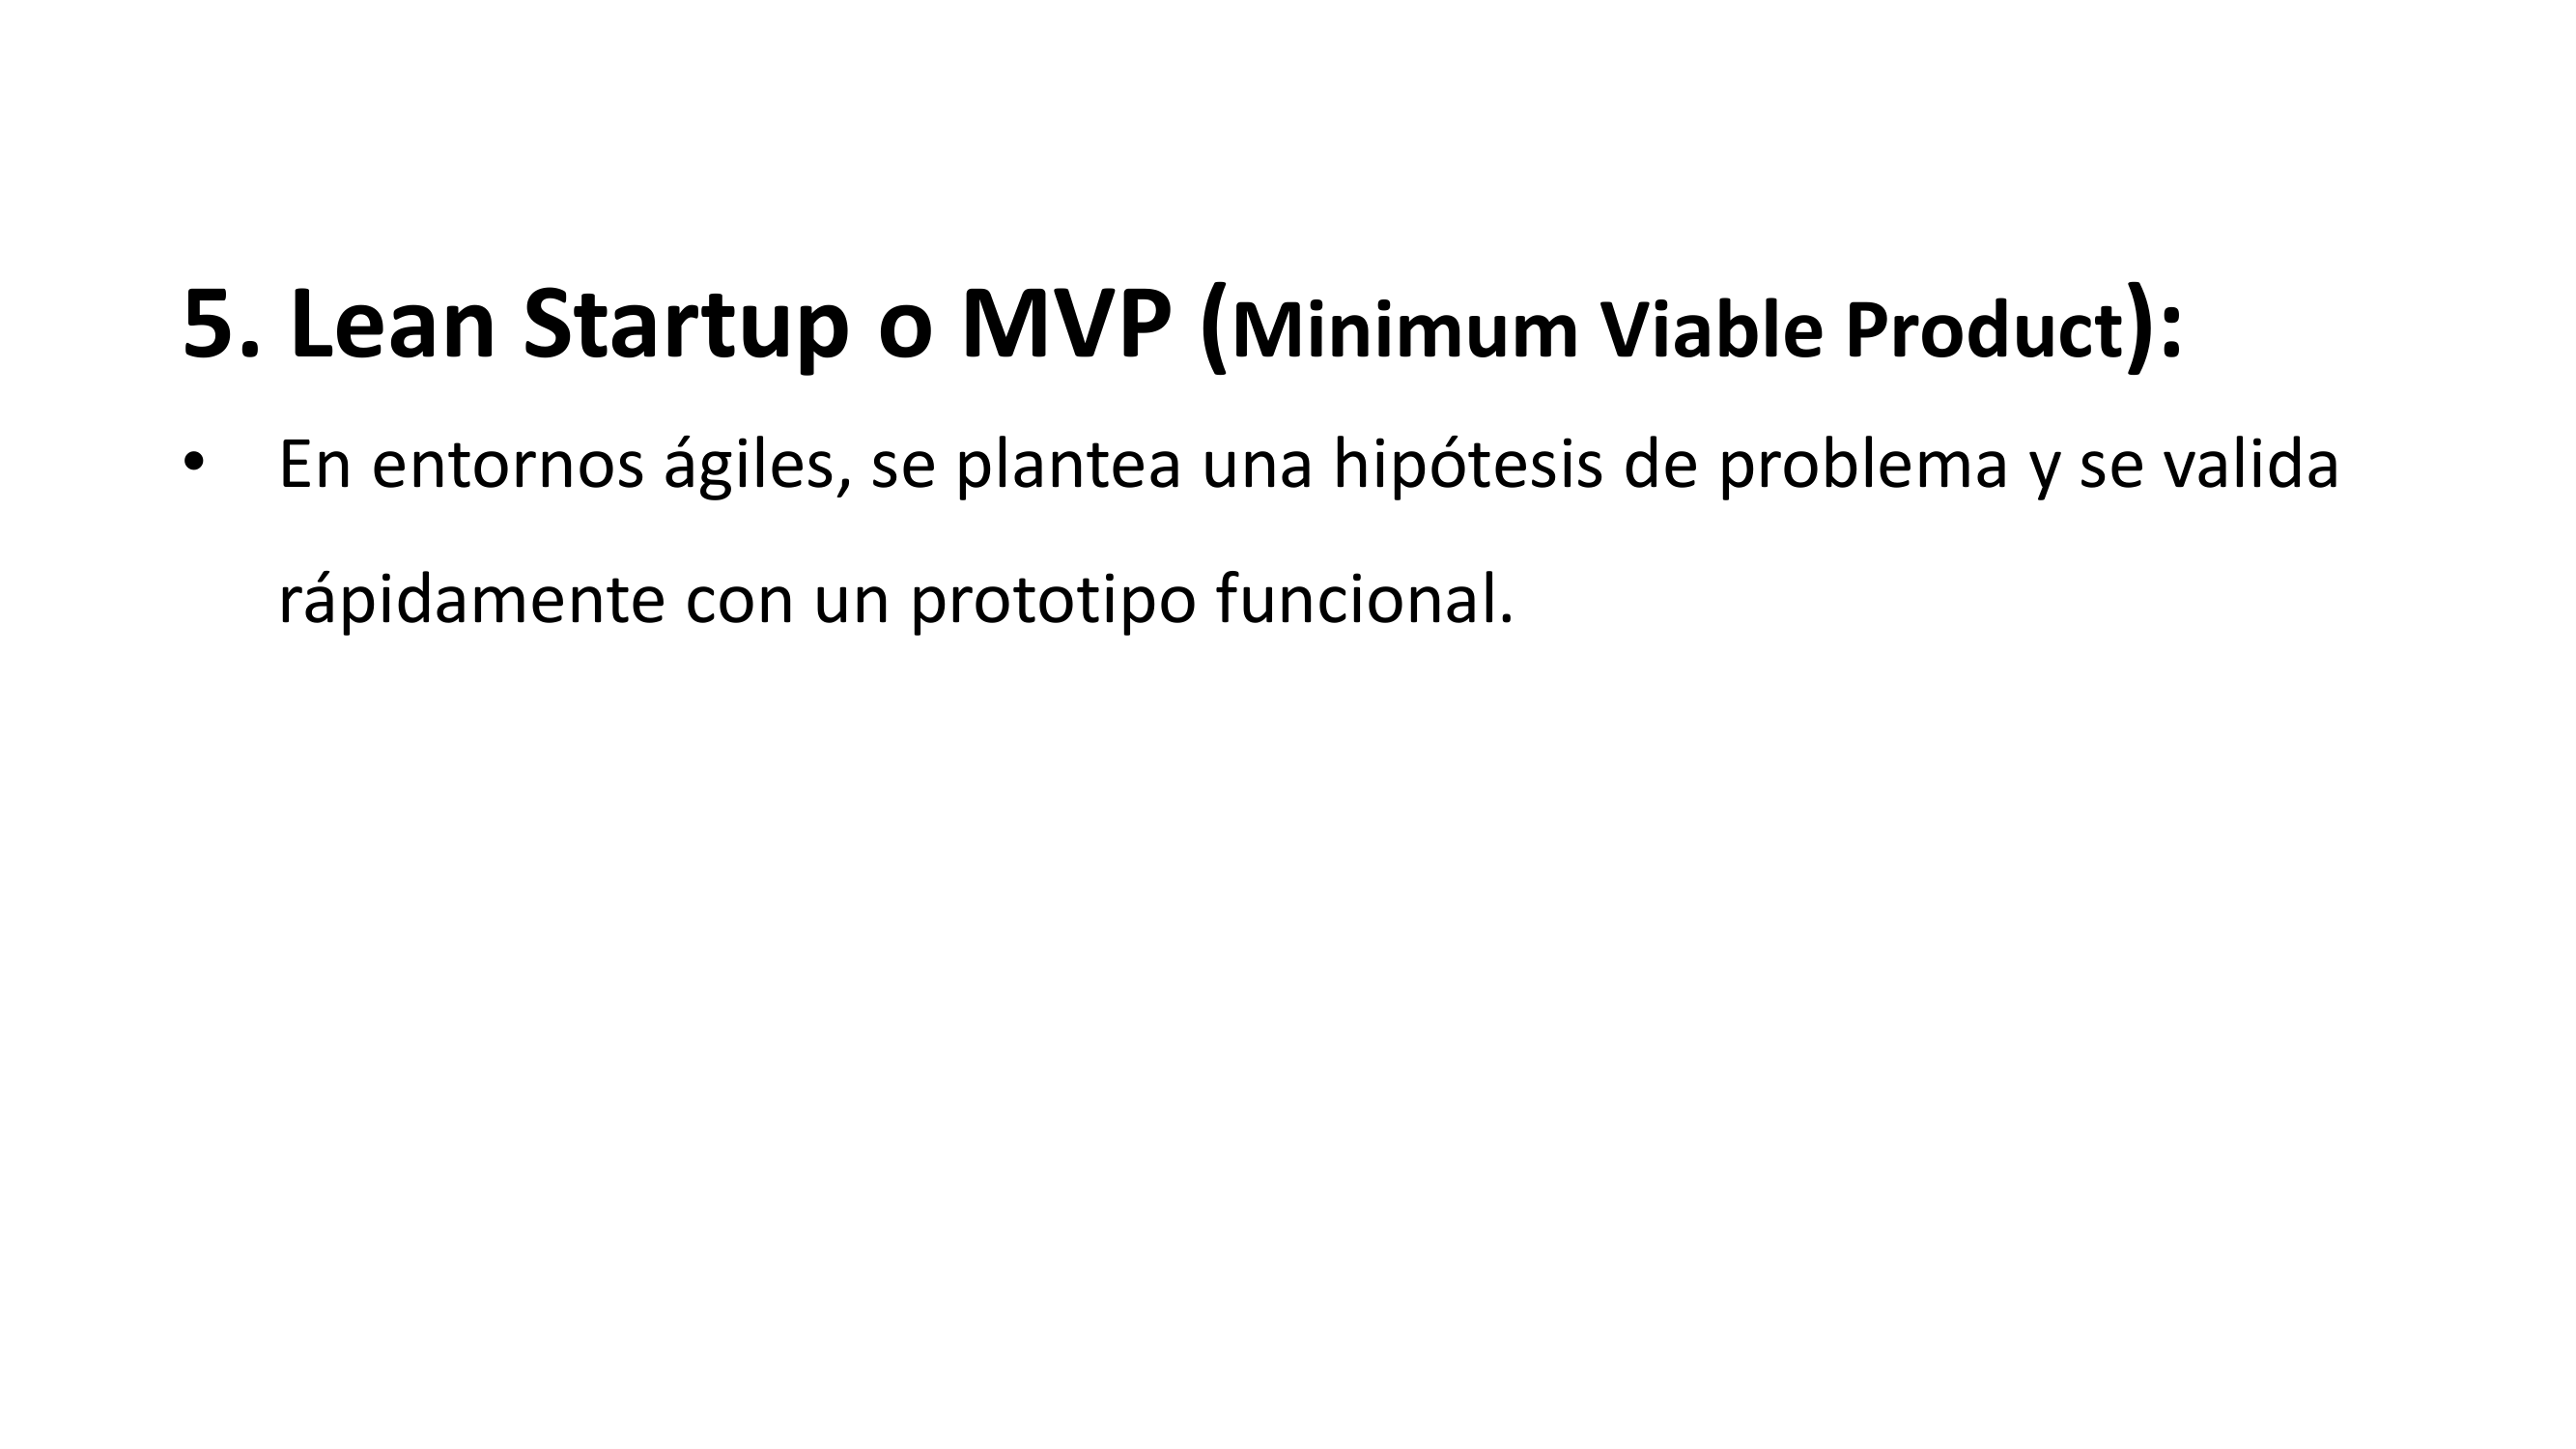 5. Lean Startup o MVP (Minimum Viable Product):
• En entornos ágiles, se plantea una hipótesis de problema y se valida
rápidamente con un prototipo funcional.